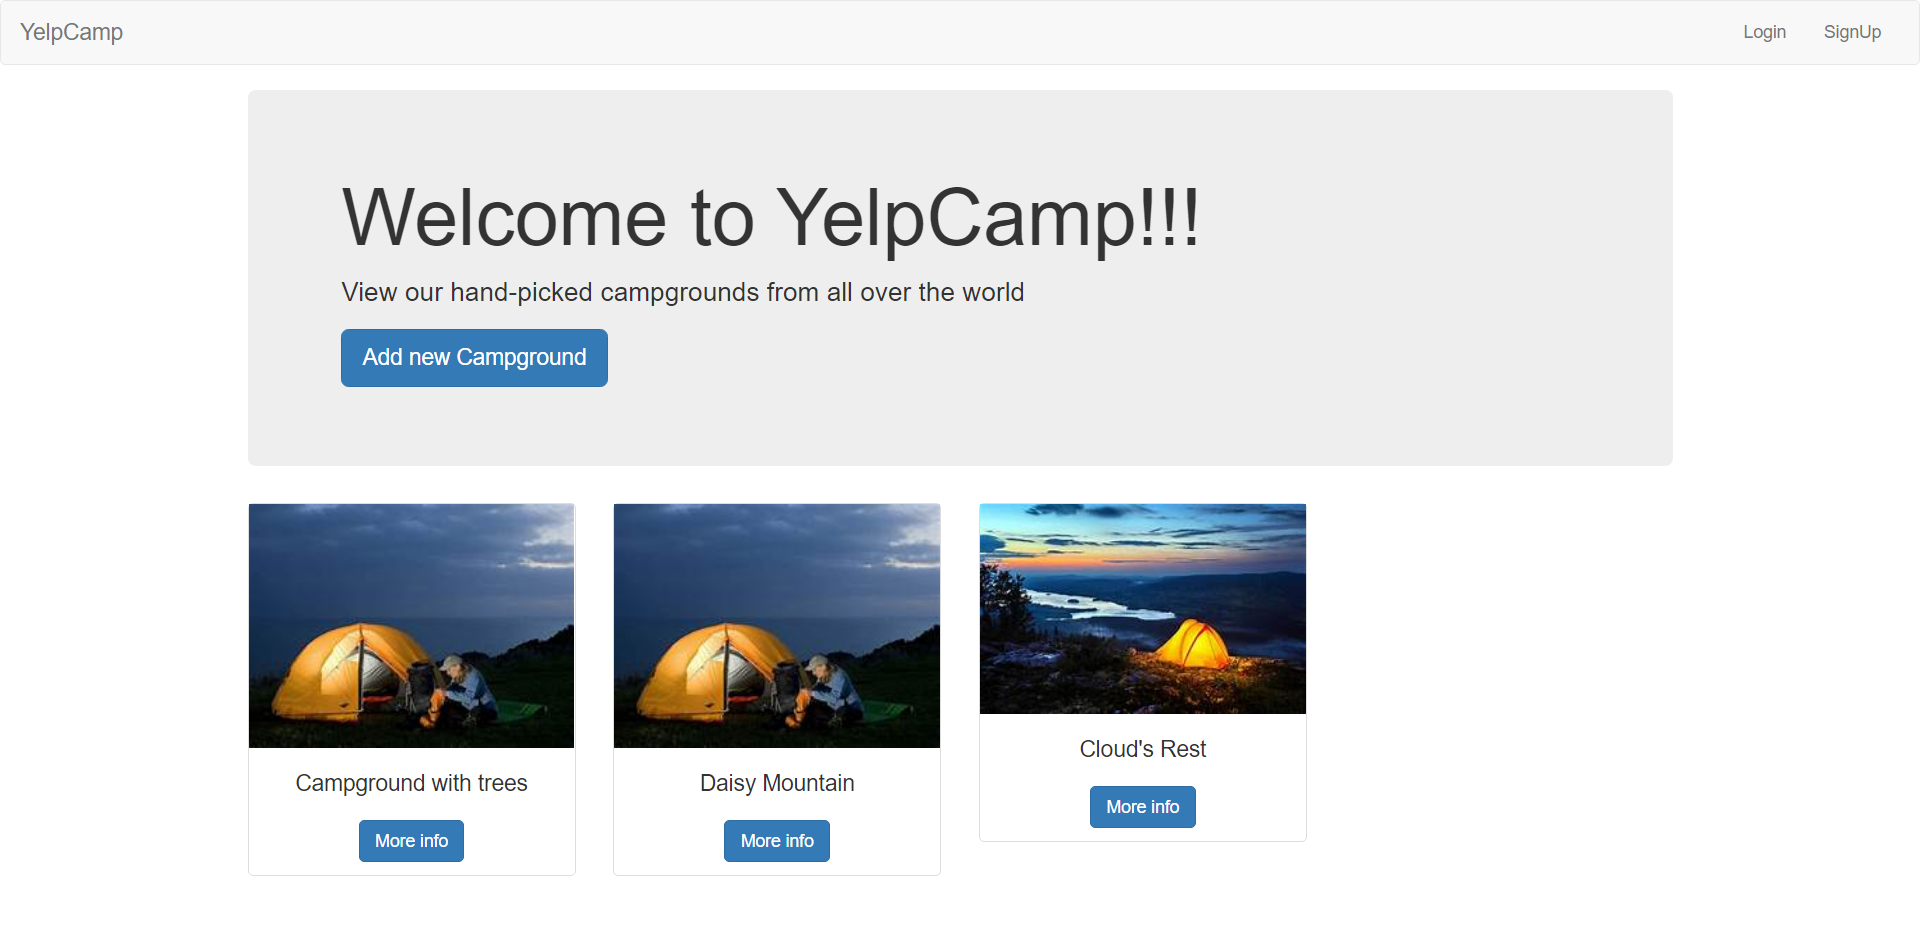 YelpCamp
Login
SignUp
Welcome to YelpCamp!!!
View our hand-picked campgrounds from all over the world
Add new Campground
Campground with trees
More info
Daisy Mountain
More info
Cloud's Rest
More info